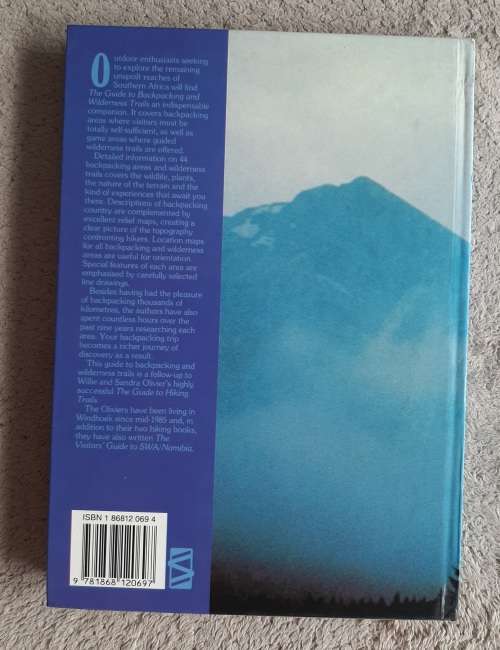 Outdoor enthusiasts seeking
to explore the remaining
unspoilt reaches of
Southern Africa will find
The Guide to Backpacking and
Wilderness Trails an indispensable
companion. It covers backpacking
areas where visitors must be
totally self-sufficient, as well as
game areas where guided
wilderness trails are offered.
Detailed information on 44
backpacking areas and wilderness
trails covers the wildlife, plants,
the nature of the terrain and the
kind of experiences that await you
there. Descriptions of backpacking
country are complemented by
excellent relief maps, creating a
clear picture of the topography
confronting hikers. Location maps
for all backpacking and wilderness
areas are useful for orientation.
Special features of each area are
emphasised by carefully selected
line drawings.
Besides having had the pleasure
of backpacking thousands of
kilometres, the authors have also
spent countless hours over the
past nine years researching each
area. Your backpacking trip
becomes a richer journey of
discovery as a result.
This guide to backpacking and
wilderness trails is a follow-up to
Willie and Sandra Olivier's highly
successful The Guide to Hiking
Trails.
The Oliviers have been living in
Windhoek since mid-1985 and, in
addition to their two hiking books,
they have also written The
Visitors' Guide to SWA/Namibia.
ISBN 1 86812 069 4
9 781868 120697